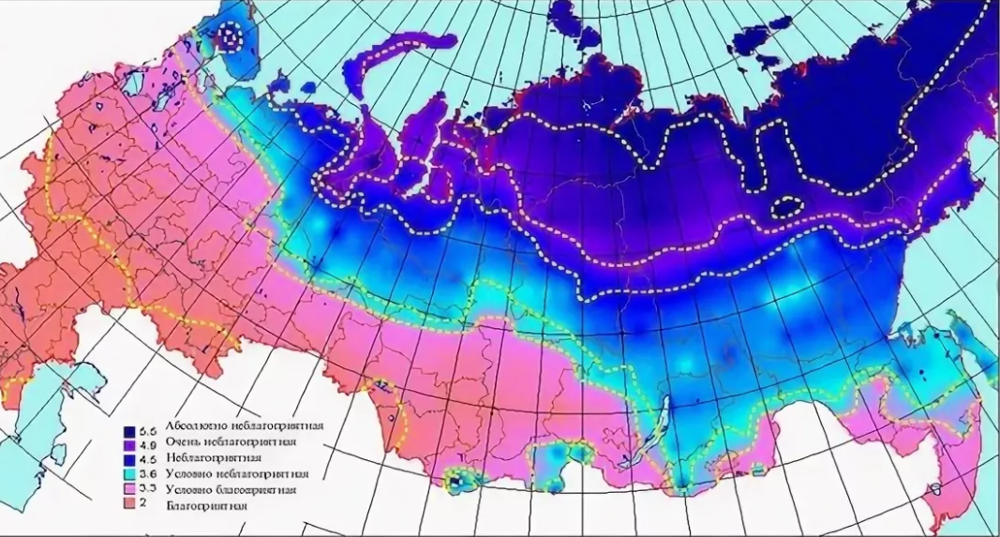 5.5 Абсолютно неблагоприятная
4.9 Очень неблагоприятная
4.5 Неблагоприятная
3.6 Условно неблагоприятная
3.3 Условно благоприятная
2 Благоприятная